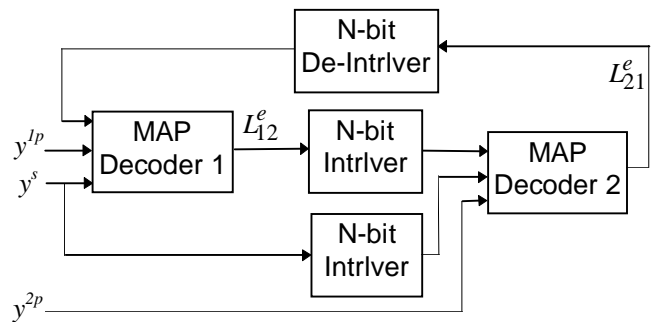 N-bit
De-Intrlver
L^e_21
MAP
Decoder 1
L^e_12
N-bit
Intrlver
MAP
Decoder 2
y^1p
y^s
N-bit
Intrlver
y^2p